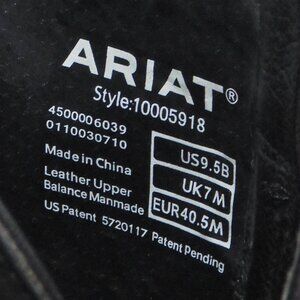 ARIAT®
Style:10005918
4500006039
0110030710
Made in China
Leather Upper
Balance Manmade
US9.5B
UK7M
EUR40.5M
US Patent 5720117 Patent Pending